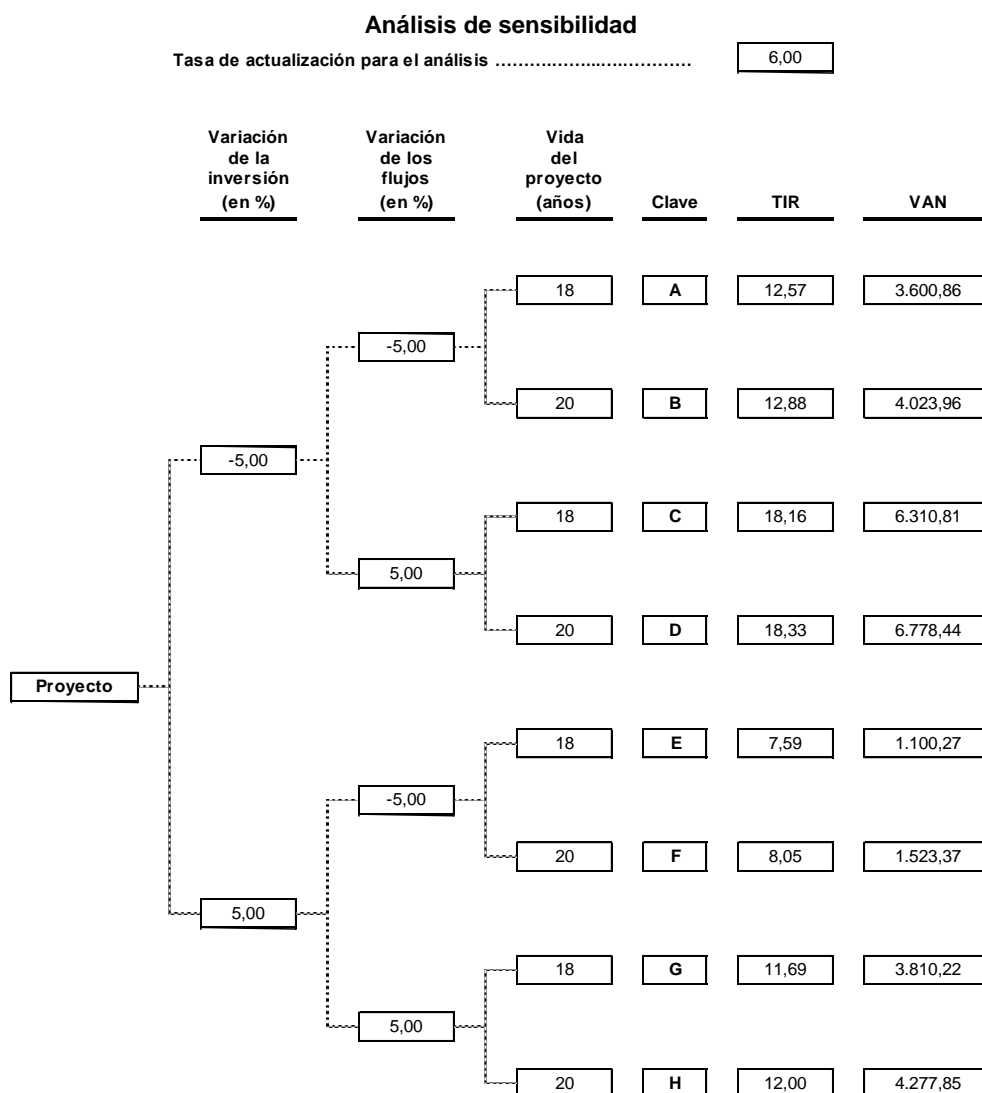 Análisis de sensibilidad
Tasa de actualización para el análisis ……….……...…..………… 6,00
Variación de la inversión (en %) Variación de los flujos (en %) Vida del proyecto (años) Clave TIR VAN
18 A 12,57 3.600,86
-5,00
20 B 12,88 4.023,96
-5,00
18 C 18,16 6.310,81
5,00
20 D 18,33 6.778,44
Proyecto
18 E 7,59 1.100,27
-5,00
20 F 8,05 1.523,37
5,00
18 G 11,69 3.810,22
5,00
20 H 12,00 4.277,85